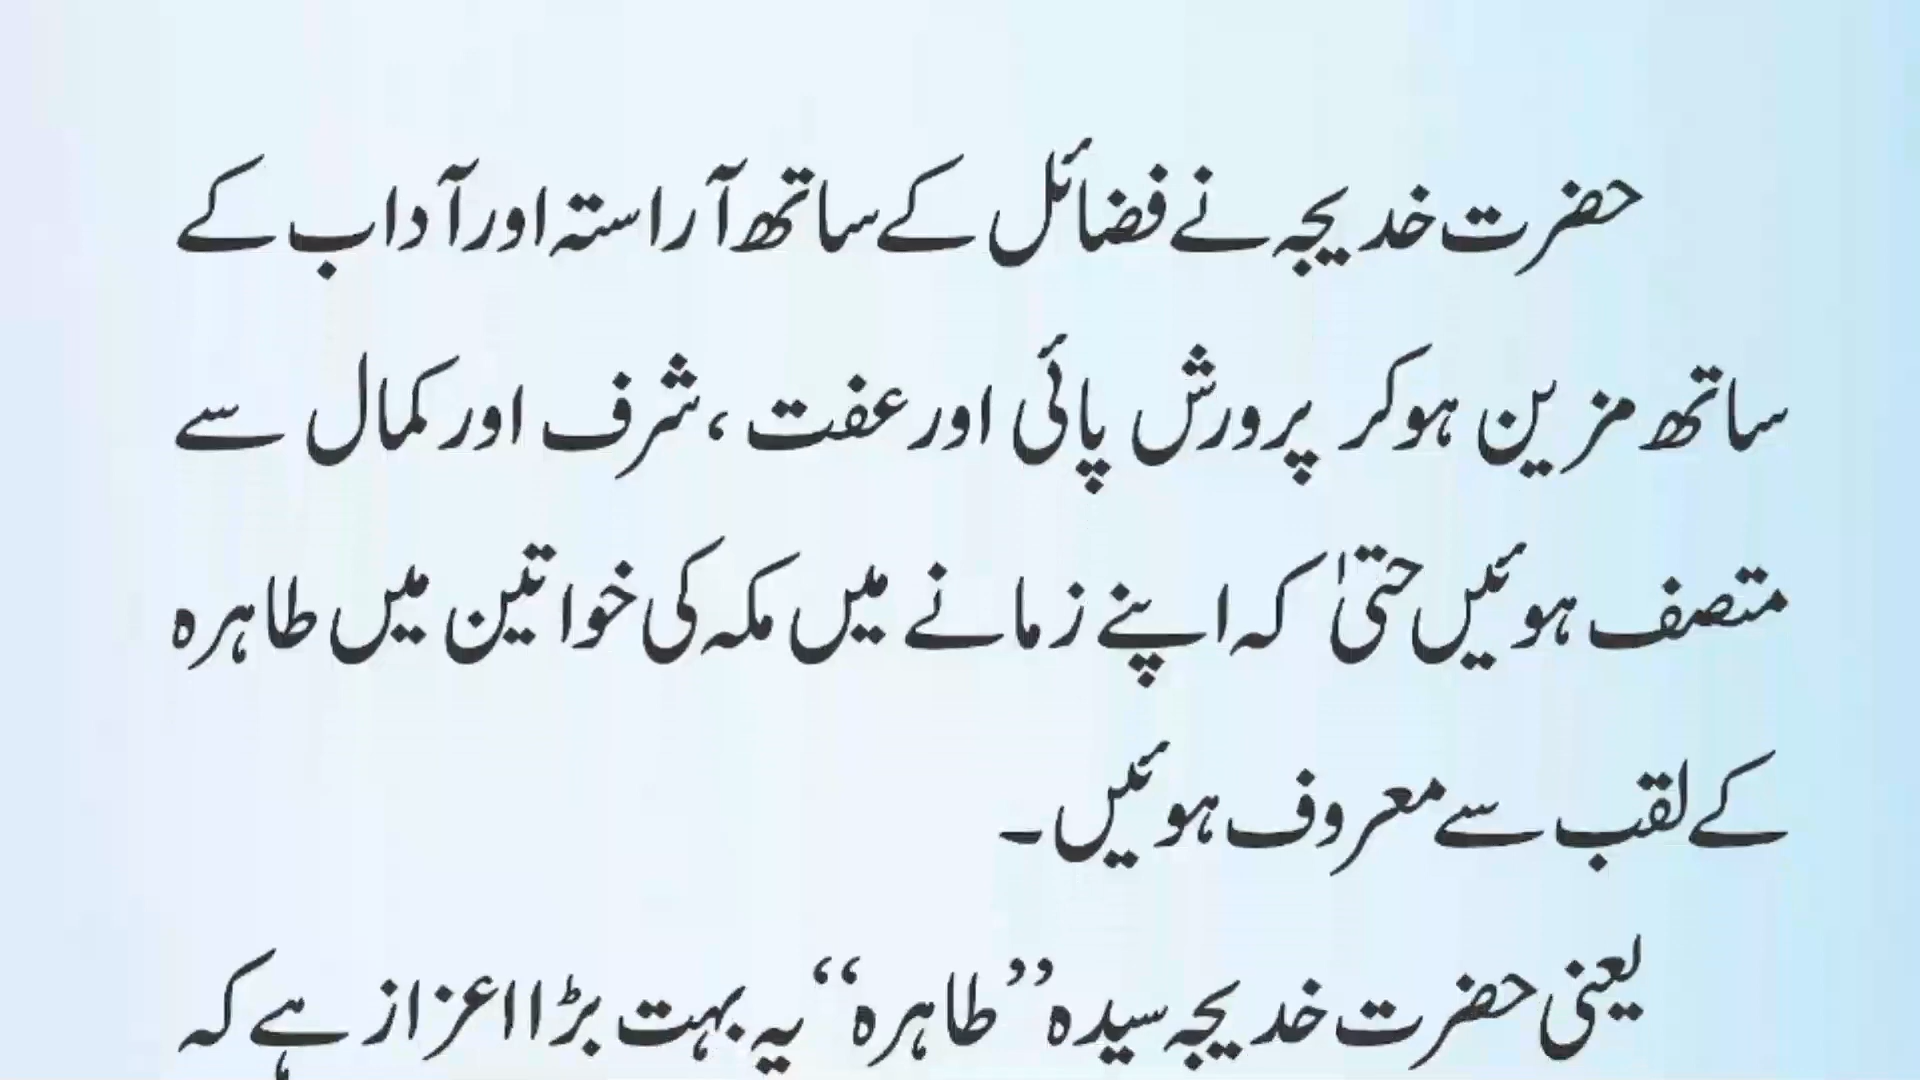 حضرت خدیجہ نے فضائل کے ساتھ آراستہ اور آداب کے
ساتھ مزین ہوکر پرورش پائی اور عفت ، شرف اور کمال سے
متصف ہوئیں حتیٰ کہ اپنے زمانے میں مکہ کی خواتین میں طاہرہ
کے لقب سے معروف ہوئیں ۔
یعنی حضرت خدیجہ سیدہ ’’طاہرہ‘‘ یہ بہت بڑا اعزاز ہے کہ